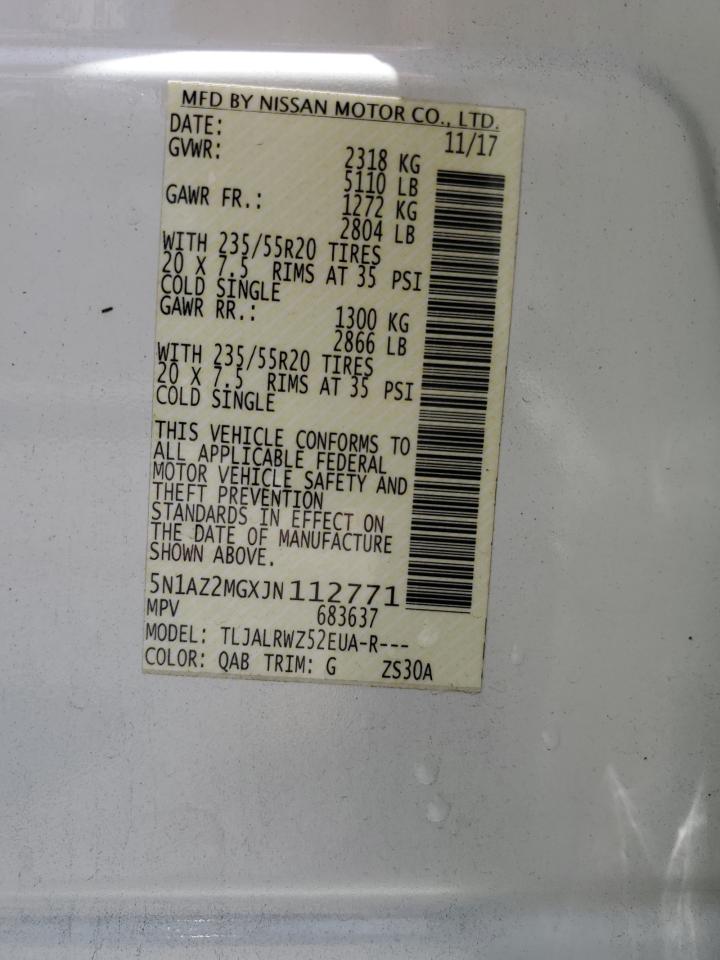 MFD BY NISSAN MOTOR CO., LTD.
DATE: 11/17
GVWR: 2318 KG
5110 LB
GAWR FR.: 1272 KG
2804 LB
WITH 235/55R20 TIRES
20 X 7.5 RIMS AT 35 PSI
COLD SINGLE
GAWR RR.: 1300 KG
2866 LB
WITH 235/55R20 TIRES
20 X 7.5 RIMS AT 35 PSI
COLD SINGLE
THIS VEHICLE CONFORMS TO
ALL APPLICABLE FEDERAL
MOTOR VEHICLE SAFETY AND
THEFT PREVENTION
STANDARDS IN EFFECT ON
THE DATE OF MANUFACTURE
SHOWN ABOVE.
5N1AZ2MGXJN112771
MPV 683637
MODEL: TLJALRWZ52EUA-R---
COLOR: QAB TRIM: G ZS30A